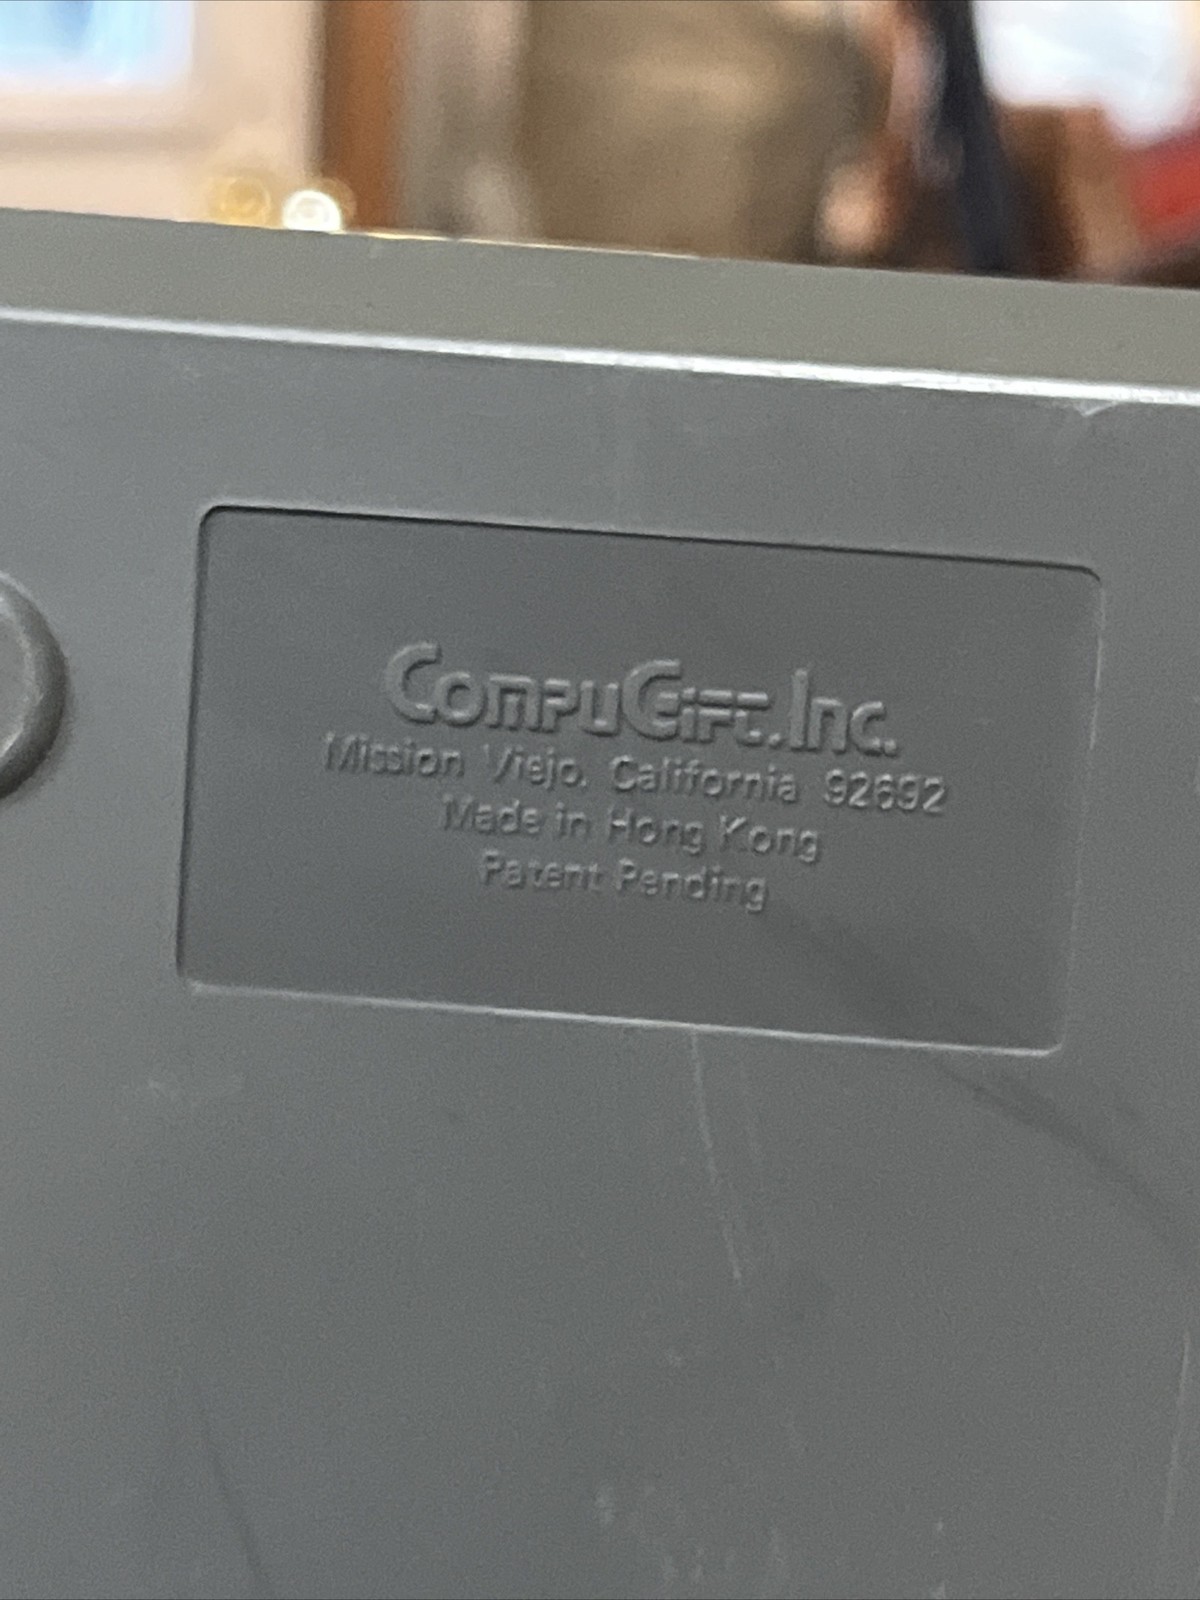 CompuGift, Inc.
Mission Viejo, California 92692
Made in Hong Kong
Patent Pending